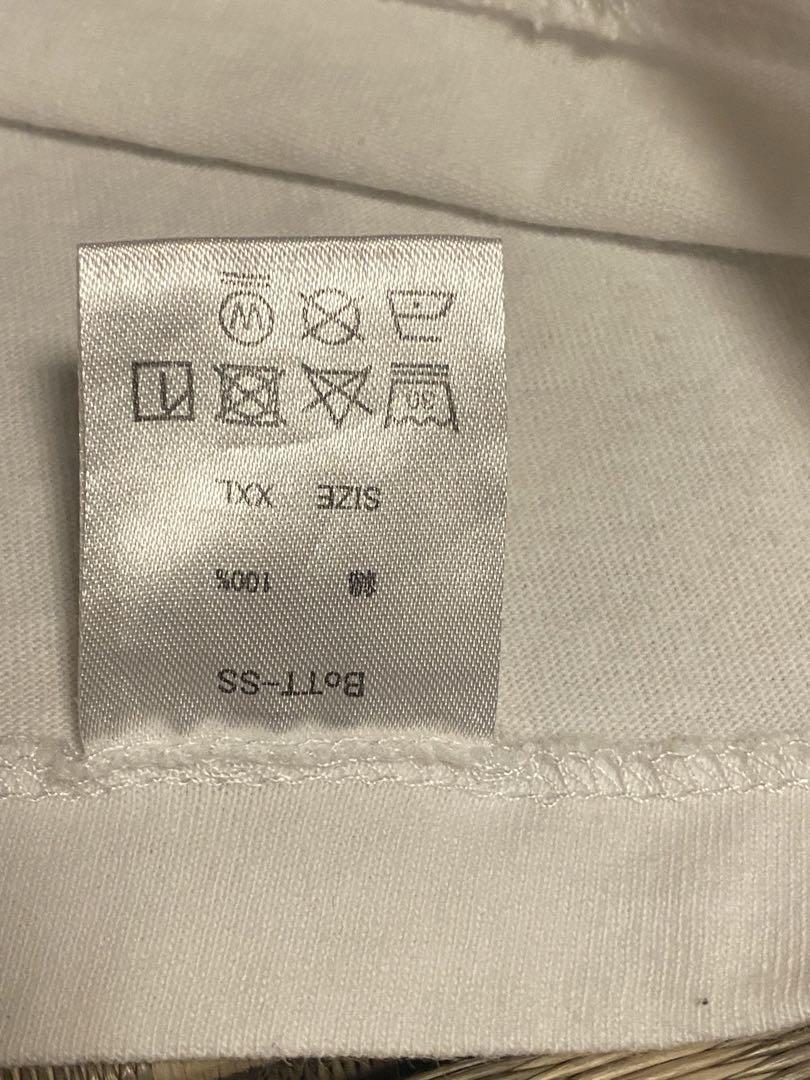 BoTT-SS
綿 100%
SIZE XXL
W